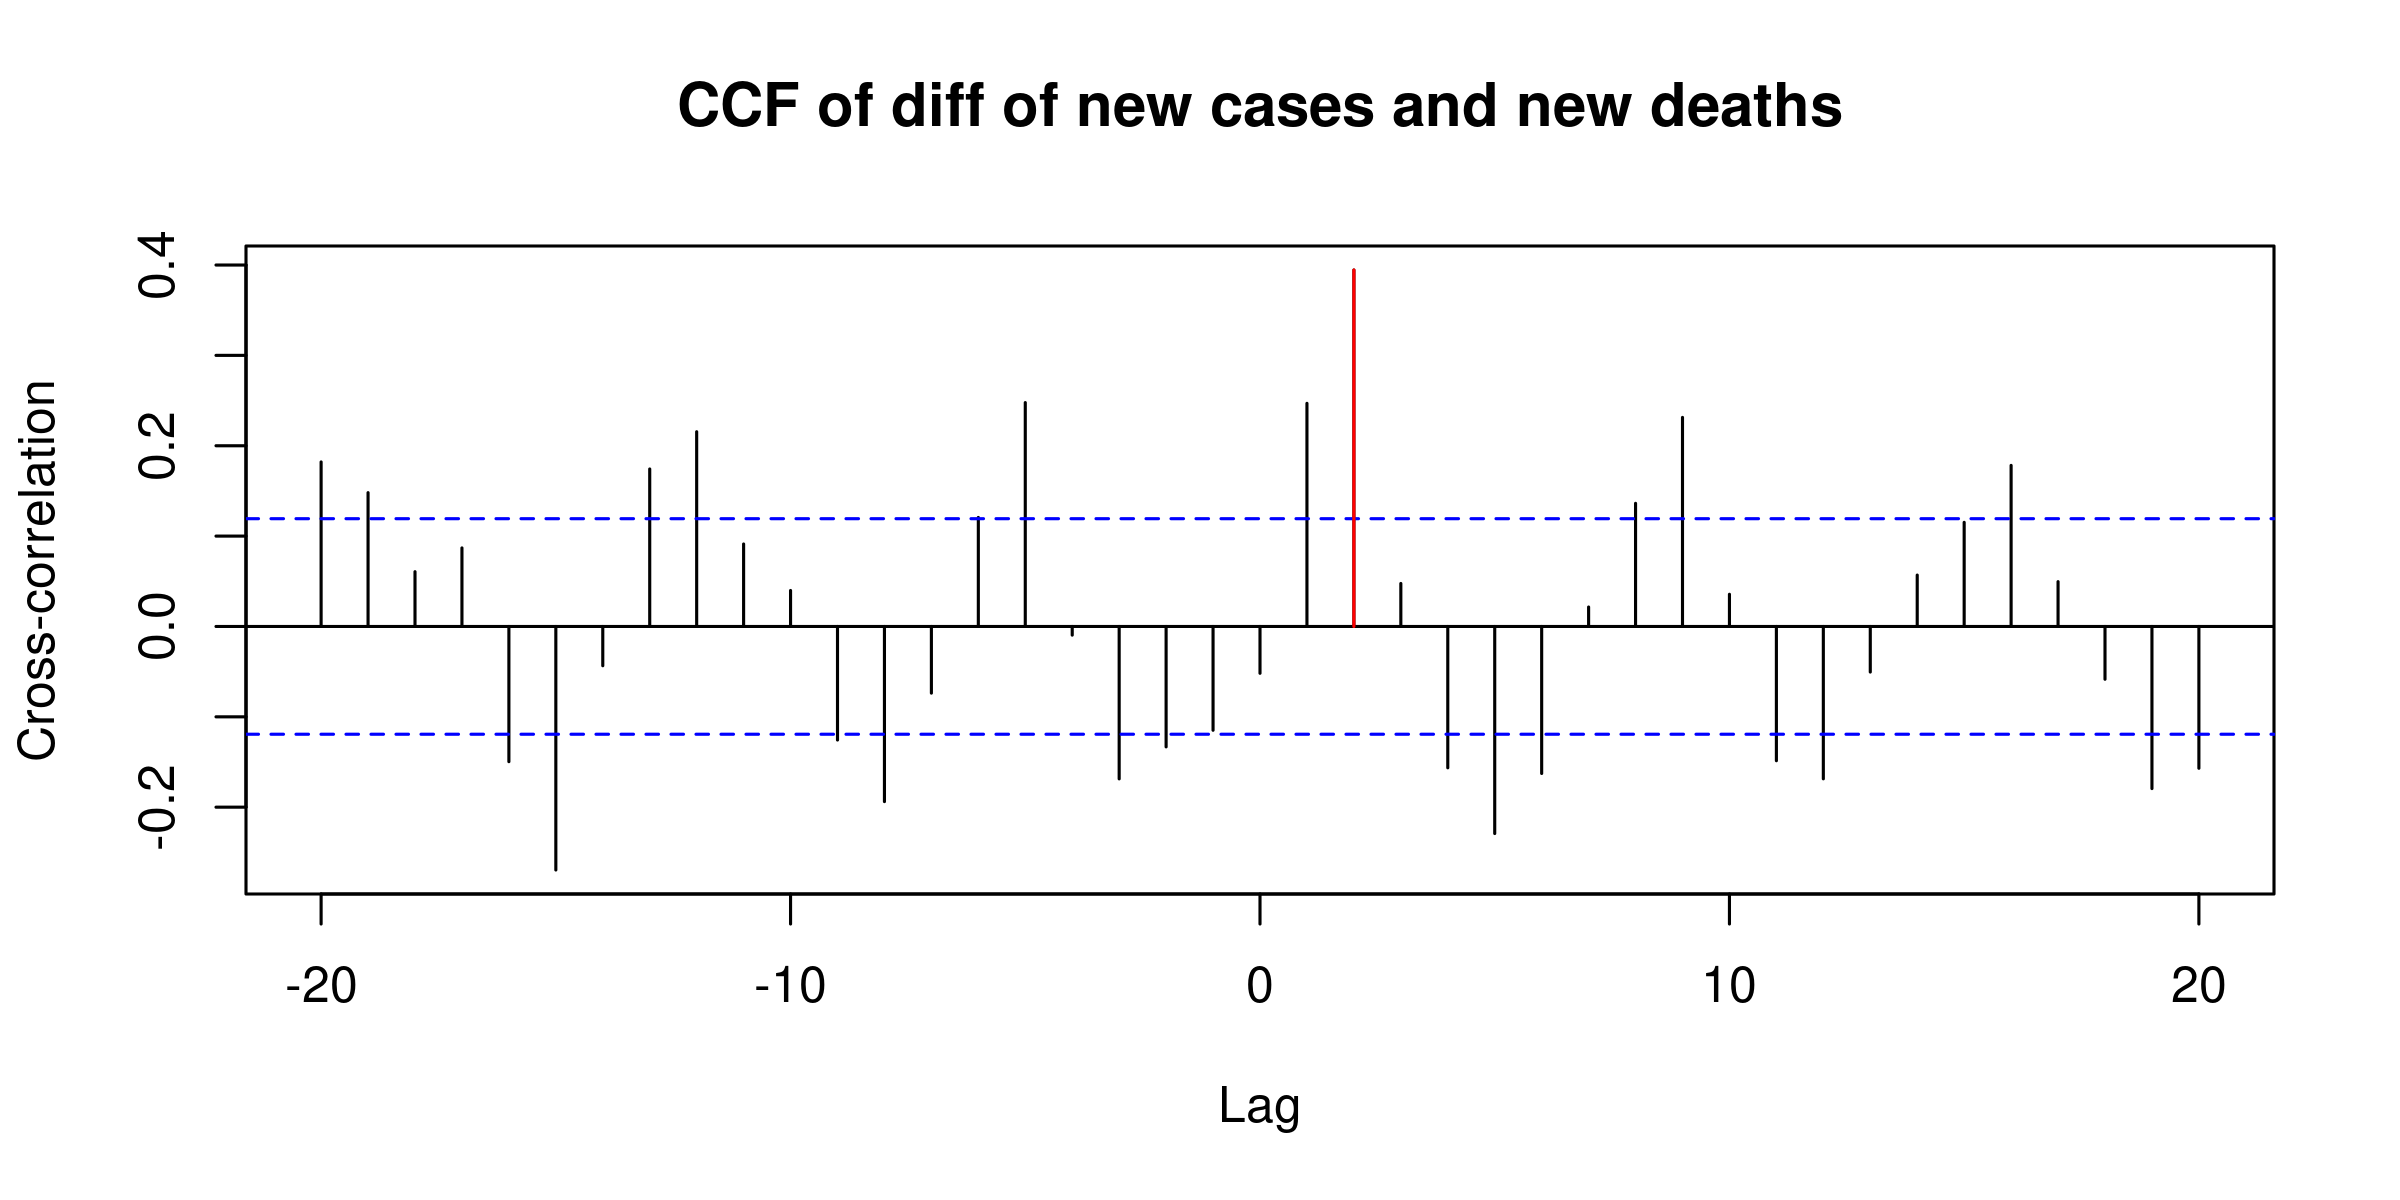 CCF of diff of new cases and new deaths
Cross-correlation
0.4
0.2
0.0
-0.2
-20 -10 0 10 20
Lag